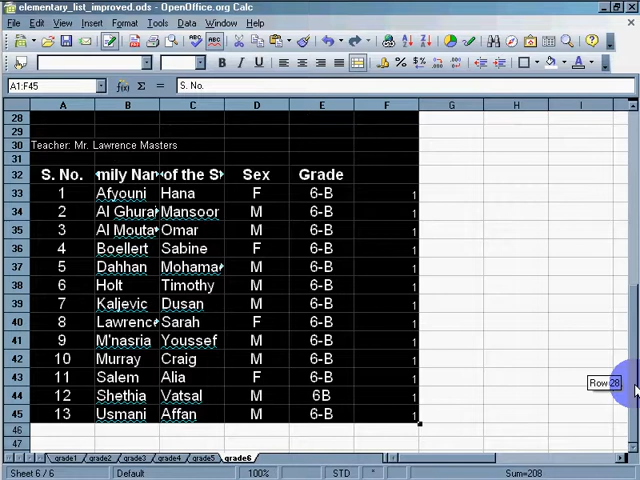 elementary_list_improved.ods - OpenOffice.org Calc
File Edit View Insert Format Tools Data Window Help
A1:F45 S. No.
A B C D E F G H I
28
29
30 Teacher: Mr. Lawrence Masters
31
32 S. No. mily Nar of the S Sex Grade
33 1 Afyouni Hana F 6-B 1
34 2 Al Ghurai Mansoor M 6-B 1
35 3 Al Mouta Omar M 6-B 1
36 4 Boellert Sabine F 6-B 1
37 5 Dahhan Mohama M 6-B 1
38 6 Holt Timothy M 6-B 1
39 7 Kaljevic Dusan M 6-B 1
40 8 Lawrenc Sarah F 6-B 1
41 9 M'nasria Youssef M 6-B 1
42 10 Murray Craig M 6-B 1
43 11 Salem Alia F 6-B 1
44 12 Shethia Vatsal M 6B 1
45 13 Usmani Affan M 6-B 1
46
47
Row 28
grade1 grade2 grade3 grade4 grade5 grade6
Sheet 6 / 6 Default 100% STD * Sum=208